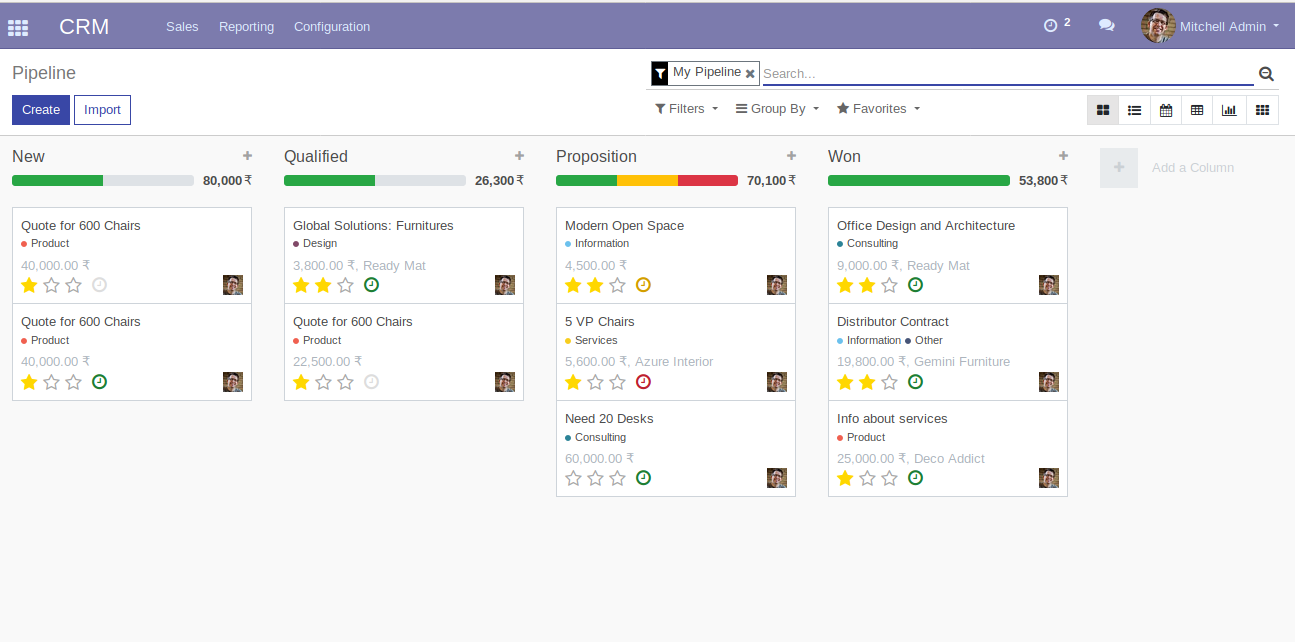 CRM Sales Reporting Configuration 2 Mitchell Admin
Pipeline My Pipeline Search...
Create Import Filters Group By Favorites
New 80,000 ₹
Quote for 600 Chairs
Product
40,000.00 ₹
Quote for 600 Chairs
Product
40,000.00 ₹
Qualified 26,300 ₹
Global Solutions: Furnitures
Design
3,800.00 ₹, Ready Mat
Quote for 600 Chairs
Product
22,500.00 ₹
Proposition 70,100 ₹
Modern Open Space
Information
4,500.00 ₹
5 VP Chairs
Services
5,600.00 ₹, Azure Interior
Need 20 Desks
Consulting
60,000.00 ₹
Won 53,800 ₹
Office Design and Architecture
Consulting
9,000.00 ₹, Ready Mat
Distributor Contract
Information Other
19,800.00 ₹, Gemini Furniture
Info about services
Product
25,000.00 ₹, Deco Addict
Add a Column